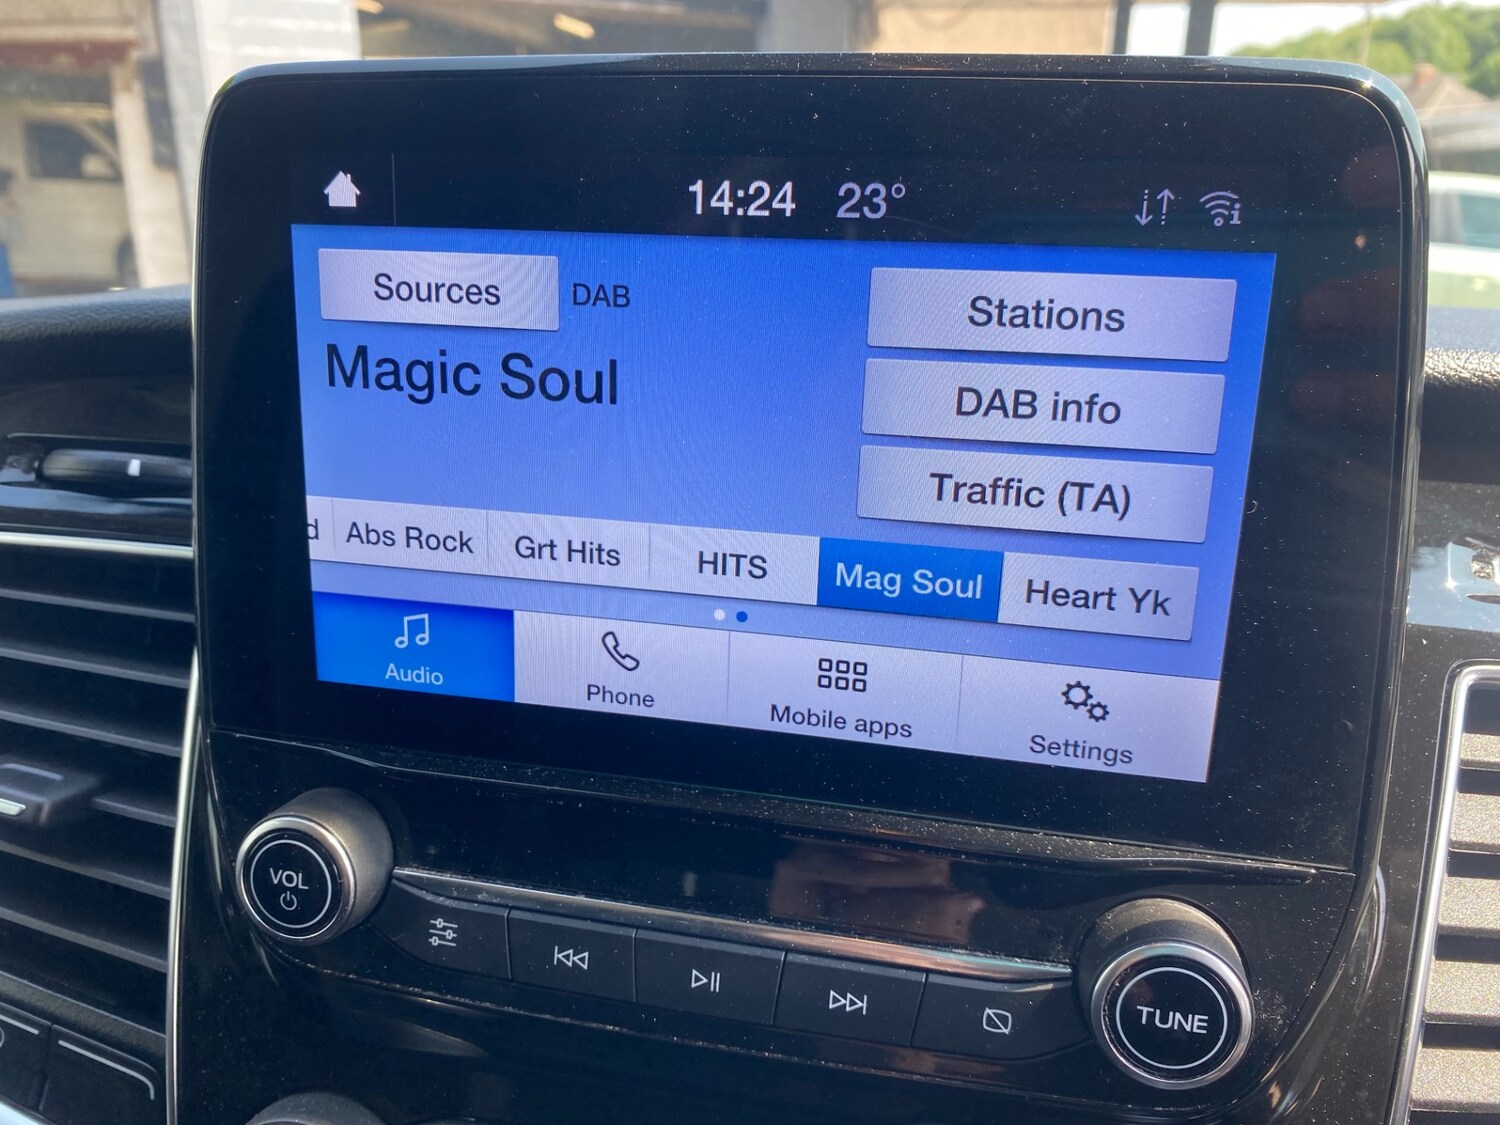 14:24 23°
Sources DAB
Stations
Magic Soul
DAB info
Traffic (TA)
d Abs Rock Grt Hits HITS Mag Soul Heart Yk
Audio Phone Mobile apps Settings
VOL
TUNE